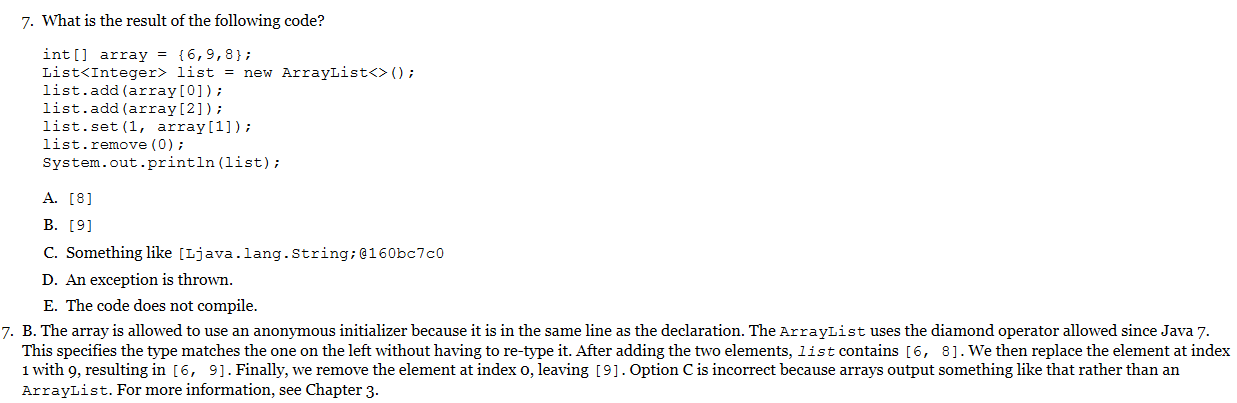 7. What is the result of the following code?
int[] array = {6,9,8};
List<Integer> list = new ArrayList<>();
list.add(array[0]);
list.add(array[2]);
list.set(1, array[1]);
list.remove(0);
System.out.println(list);
A. [8]
B. [9]
C. Something like [Ljava.lang.String;@160bc7c0
D. An exception is thrown.
E. The code does not compile.
7. B. The array is allowed to use an anonymous initializer because it is in the same line as the declaration. The ArrayList uses the diamond operator allowed since Java 7.
This specifies the type matches the one on the left without having to re-type it. After adding the two elements, list contains [6, 8]. We then replace the element at index
1 with 9, resulting in [6, 9]. Finally, we remove the element at index 0, leaving [9]. Option C is incorrect because arrays output something like that rather than an
ArrayList. For more information, see Chapter 3.